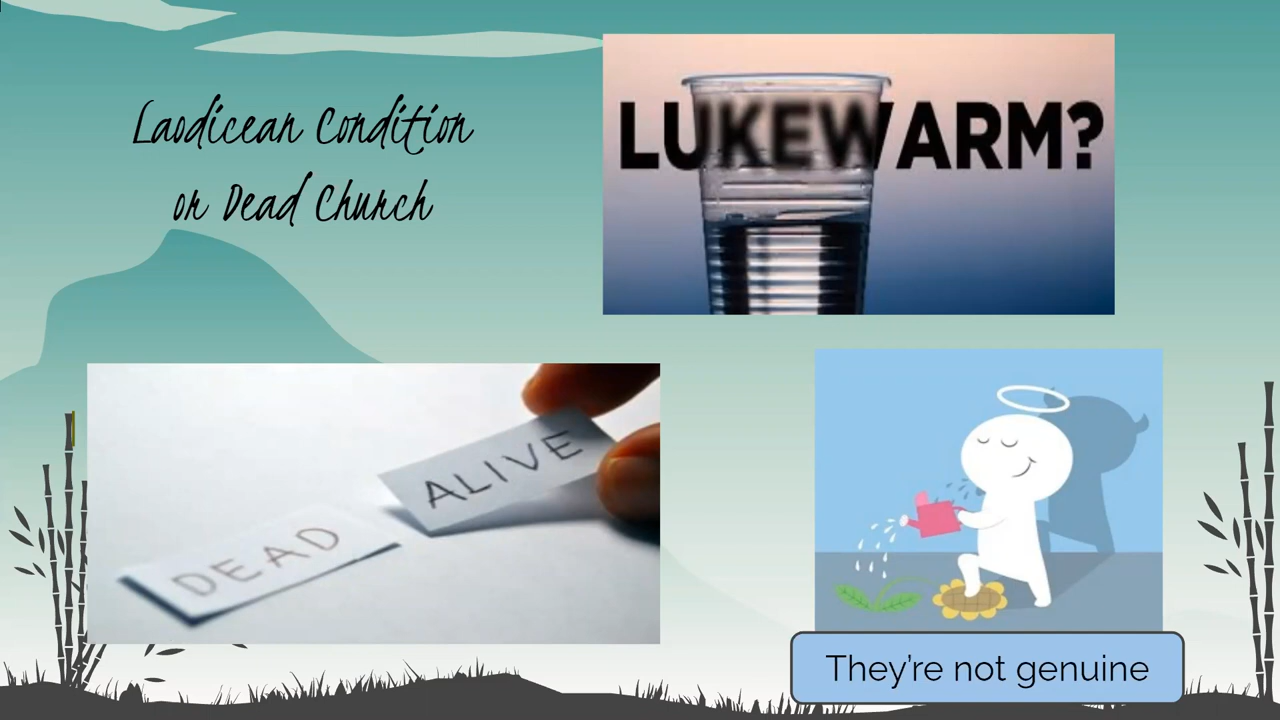 Laodicean Condition
or Dead Church
LUKEWARM?
ALIVE
DEAD
They're not genuine